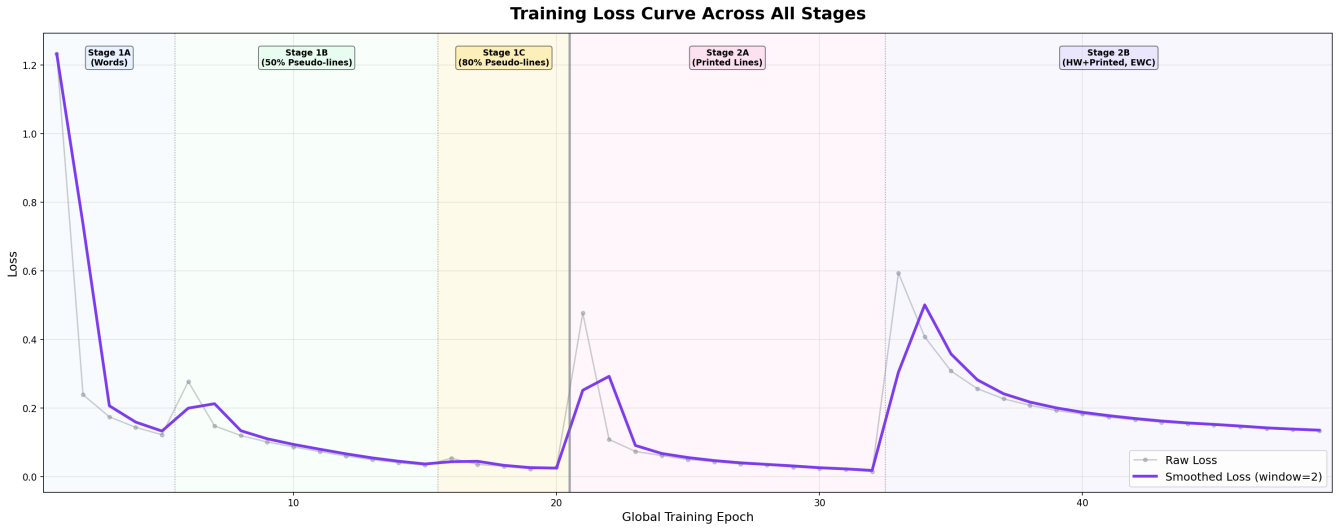 Training Loss Curve Across All Stages
Stage 1A
(Words)
Stage 1B
(50% Pseudo-lines)
Stage 1C
(80% Pseudo-lines)
Stage 2A
(Printed Lines)
Stage 2B
(HW+Printed, EWC)
1.2
1.0
0.8
0.6
0.4
0.2
0.0
Loss
Raw Loss
Smoothed Loss (window=2)
10
20
30
40
Global Training Epoch